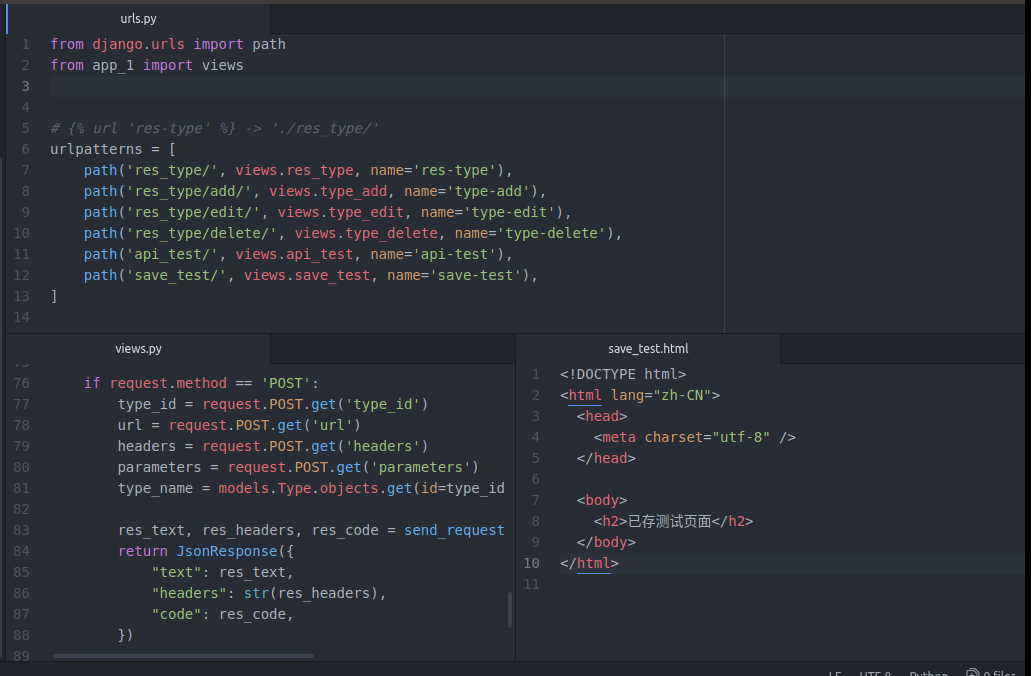 urls.py
1 from django.urls import path
2 from app_1 import views
3
4
5 # {% url 'res-type' %} -> './res_type/'
6 urlpatterns = [
7     path('res_type/', views.res_type, name='res-type'),
8     path('res_type/add/', views.type_add, name='type-add'),
9     path('res_type/edit/', views.type_edit, name='type-edit'),
10     path('res_type/delete/', views.type_delete, name='type-delete'),
11     path('api_test/', views.api_test, name='api-test'),
12     path('save_test/', views.save_test, name='save-test'),
13 ]
14
views.py
76     if request.method == 'POST':
77         type_id = request.POST.get('type_id')
78         url = request.POST.get('url')
79         headers = request.POST.get('headers')
80         parameters = request.POST.get('parameters')
81         type_name = models.Type.objects.get(id=type_id
82
83         res_text, res_headers, res_code = send_request
84         return JsonResponse({
85             "text": res_text,
86             "headers": str(res_headers),
87             "code": res_code,
88         })
89
save_test.html
1 <!DOCTYPE html>
2 <html lang="zh-CN">
3   <head>
4     <meta charset="utf-8" />
5   </head>
6
7   <body>
8     <h2>已存测试页面</h2>
9   </body>
10 </html>
11
LF UTF-8 Python 0 files